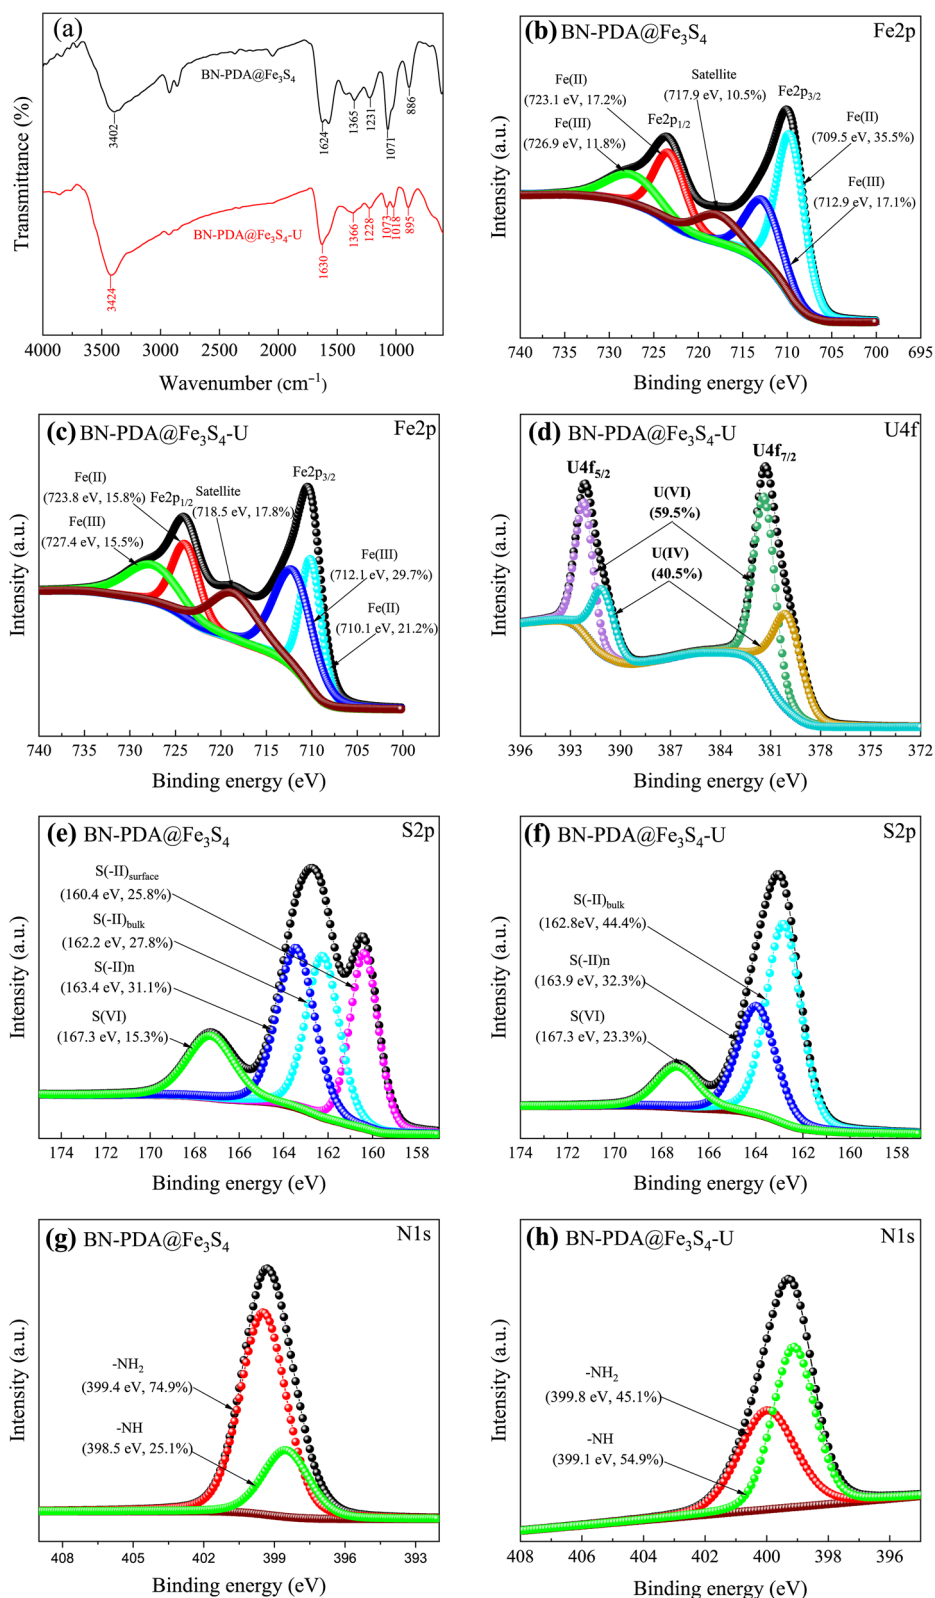 (a)
BN-PDA@Fe₃S₄
3402
1624
1365
1231
1071
886
BN-PDA@Fe₃S₄-U
3424
1630
1366
1228
1073
1018
895
Transmittance (%)
4000 3500 3000 2500 2000 1500 1000
Wavenumber (cm⁻¹)
(b) BN-PDA@Fe₃S₄ Fe2p
Fe(II)
(723.1 eV, 17.2%)
Fe(III)
(726.9 eV, 11.8%)
Fe2p₁/₂
Satellite
(717.9 eV, 10.5%)
Fe2p₃/₂
Fe(II)
(709.5 eV, 35.5%)
Fe(III)
(712.9 eV, 17.1%)
Intensity (a.u.)
740 735 730 725 720 715 710 705 700 695
Binding energy (eV)
(c) BN-PDA@Fe₃S₄-U Fe2p
Fe(II)
(723.8 eV, 15.8%)
Fe(III)
(727.4 eV, 15.5%)
Fe2p₁/₂
Satellite
(718.5 eV, 17.8%)
Fe2p₃/₂
Fe(III)
(712.1 eV, 29.7%)
Fe(II)
(710.1 eV, 21.2%)
Intensity (a.u.)
740 735 730 725 720 715 710 705 700
Binding energy (eV)
(d) BN-PDA@Fe₃S₄-U U4f
U4f₅/₂
U4f₇/₂
U(VI)
(59.5%)
U(IV)
(40.5%)
Intensity (a.u.)
396 393 390 387 384 381 378 375 372
Binding energy (eV)
(e) BN-PDA@Fe₃S₄ S2p
S(-II)surface
(160.4 eV, 25.8%)
S(-II)bulk
(162.2 eV, 27.8%)
S(-II)n
(163.4 eV, 31.1%)
S(VI)
(167.3 eV, 15.3%)
Intensity (a.u.)
174 172 170 168 166 164 162 160 158
Binding energy (eV)
(f) BN-PDA@Fe₃S₄-U S2p
S(-II)bulk
(162.8eV, 44.4%)
S(-II)n
(163.9 eV, 32.3%)
S(VI)
(167.3 eV, 23.3%)
Intensity (a.u.)
174 172 170 168 166 164 162 160 158
Binding energy (eV)
(g) BN-PDA@Fe₃S₄ N1s
-NH₂
(399.4 eV, 74.9%)
-NH
(398.5 eV, 25.1%)
Intensity (a.u.)
408 405 402 399 396 393
Binding energy (eV)
(h) BN-PDA@Fe₃S₄-U N1s
-NH₂
(399.8 eV, 45.1%)
-NH
(399.1 eV, 54.9%)
Intensity (a.u.)
408 406 404 402 400 398 396
Binding energy (eV)